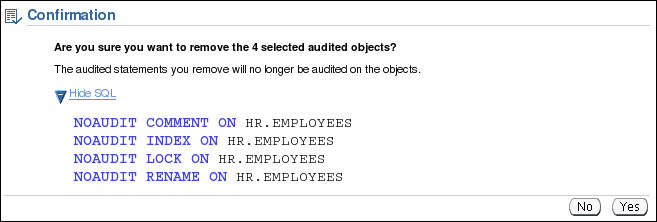 Confirmation
Are you sure you want to remove the 4 selected audited objects?
The audited statements you remove will no longer be audited on the objects.
Hide SQL
NOAUDIT COMMENT ON HR.EMPLOYEES
NOAUDIT INDEX ON HR.EMPLOYEES
NOAUDIT LOCK ON HR.EMPLOYEES
NOAUDIT RENAME ON HR.EMPLOYEES
No Yes